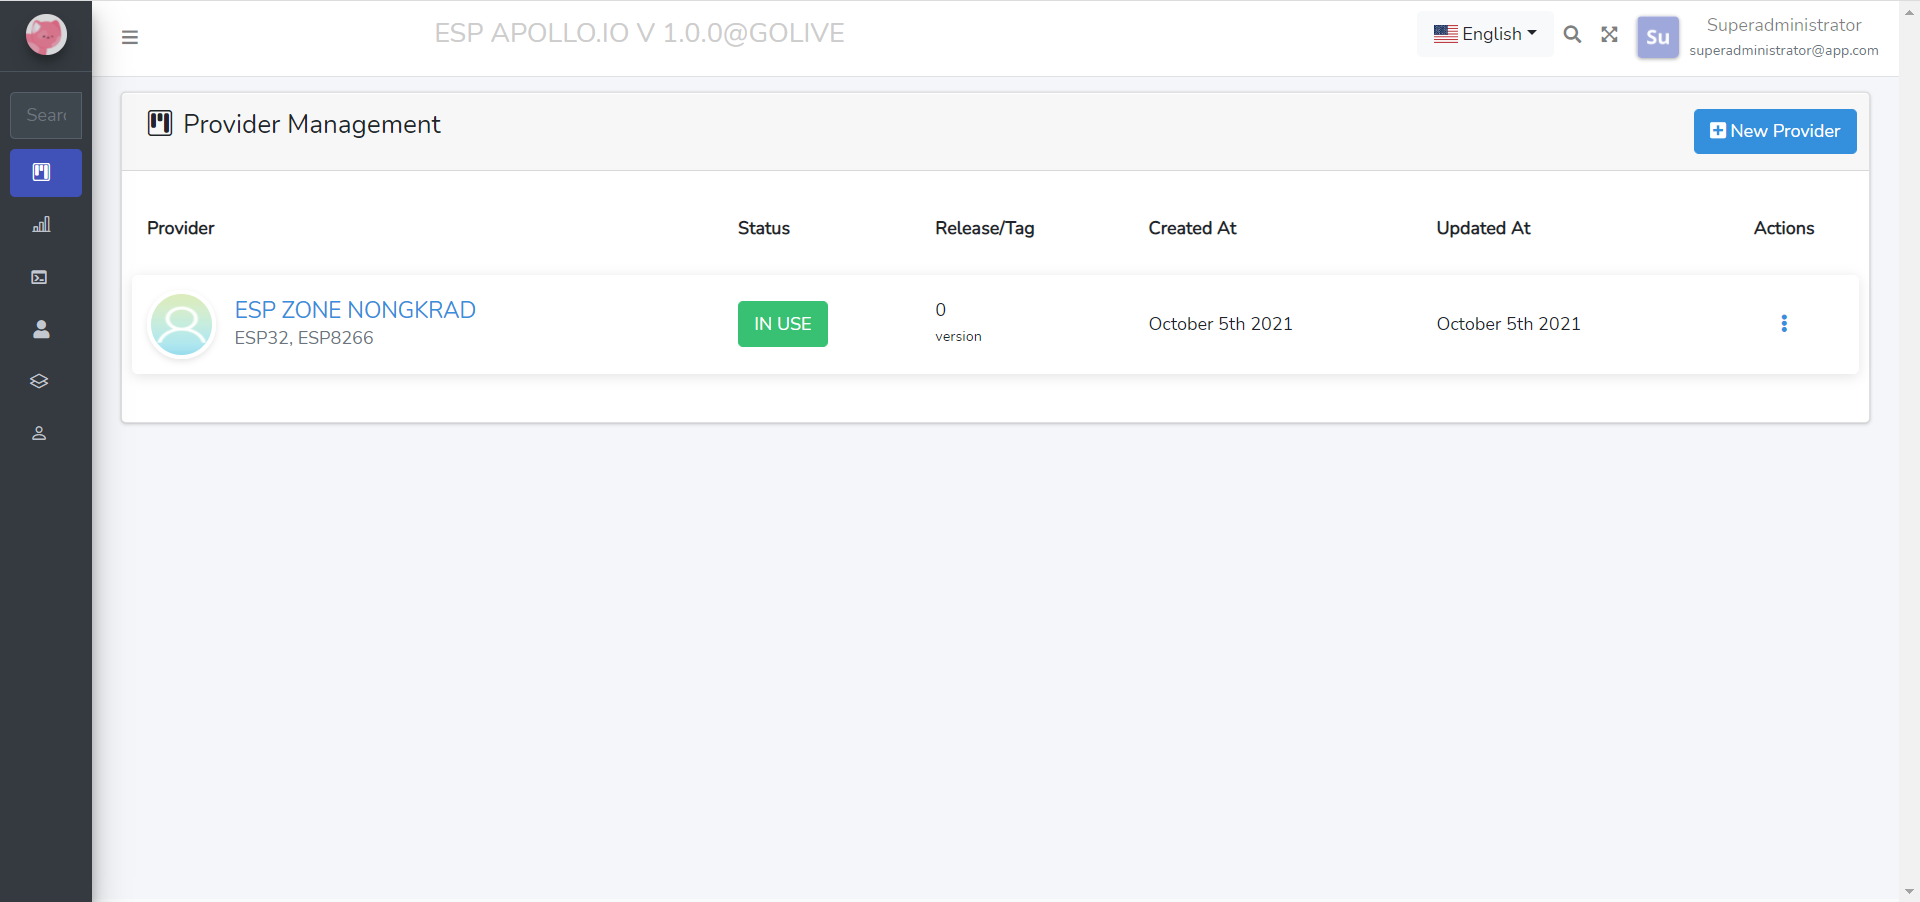 ESP APOLLO.IO V 1.0.0@GOLIVE
English
Su
Superadministrator
superadministrator@app.com
Sear
Provider Management
New Provider
Provider Status Release/Tag Created At Updated At Actions
ESP ZONE NONGKRAD
ESP32, ESP8266
IN USE
0
version
October 5th 2021
October 5th 2021